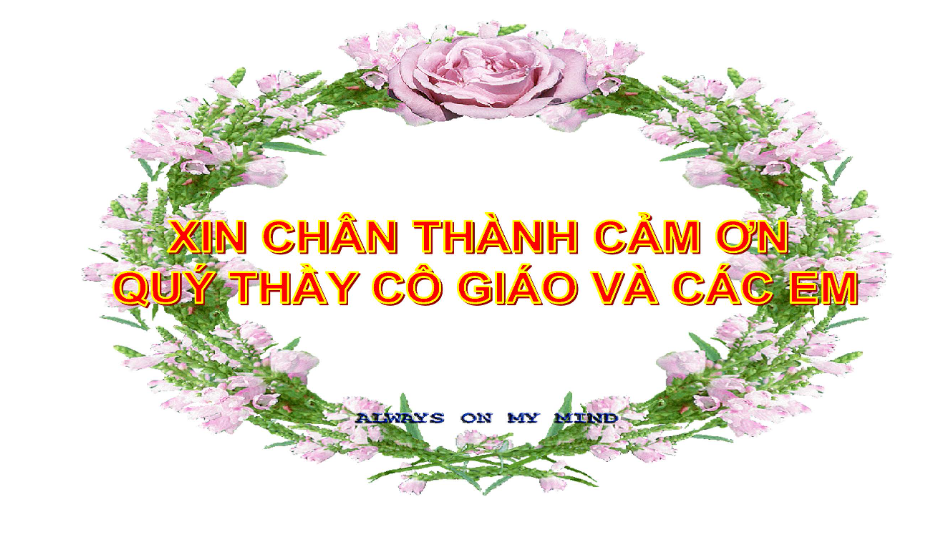 XIN CHÂN THÀNH CẢM ƠN
QUÝ THẦY CÔ GIÁO VÀ CÁC EM
ALWAYS ON MY MIND